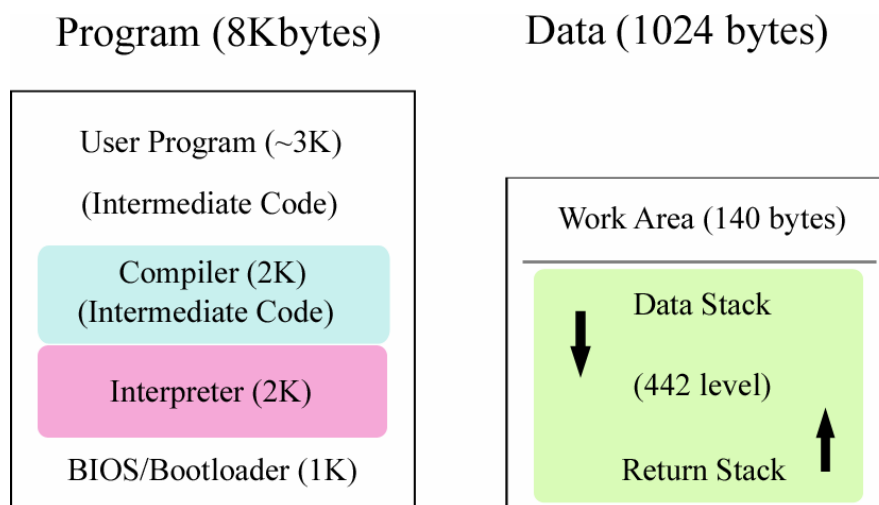 Program (8Kbytes)
User Program (~3K)
(Intermediate Code)
Compiler (2K)
(Intermediate Code)
Interpreter (2K)
BIOS/Bootloader (1K)
Data (1024 bytes)
Work Area (140 bytes)
Data Stack
(442 level)
Return Stack